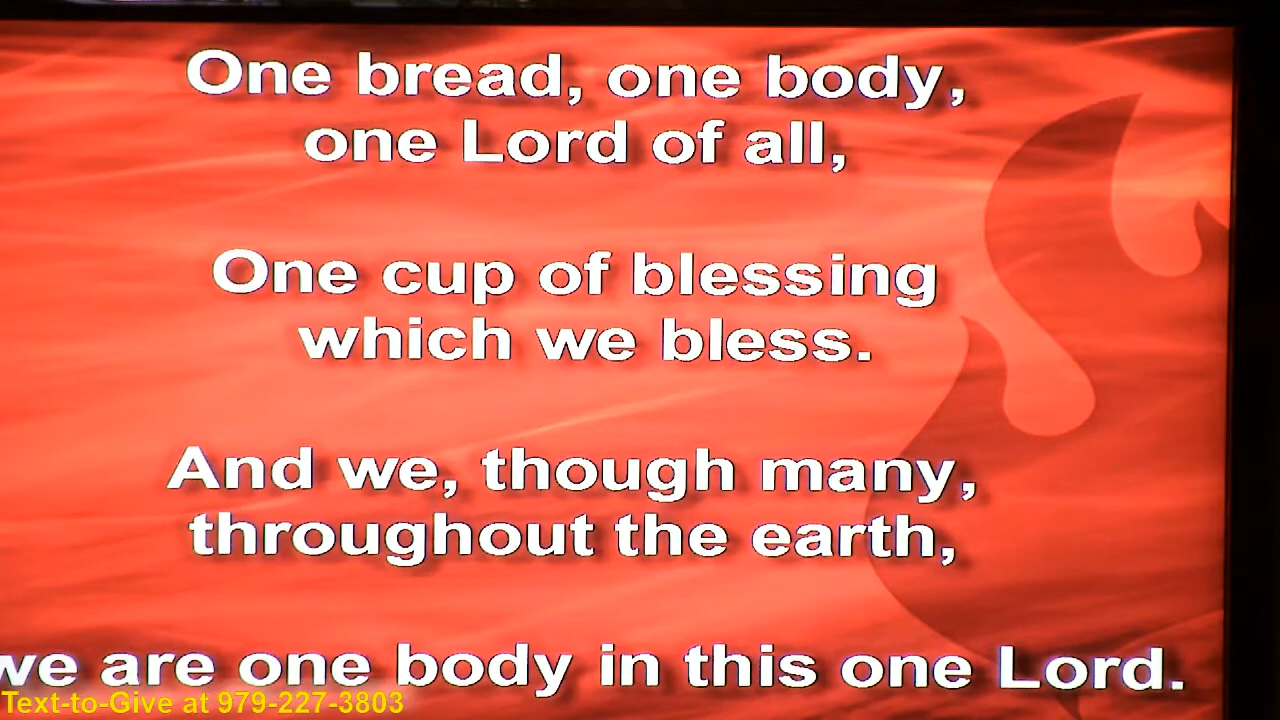 One bread, one body,
one Lord of all,
One cup of blessing
which we bless.
And we, though many,
throughout the earth,
we are one body in this one Lord.
Text-to-Give at 979-227-3803